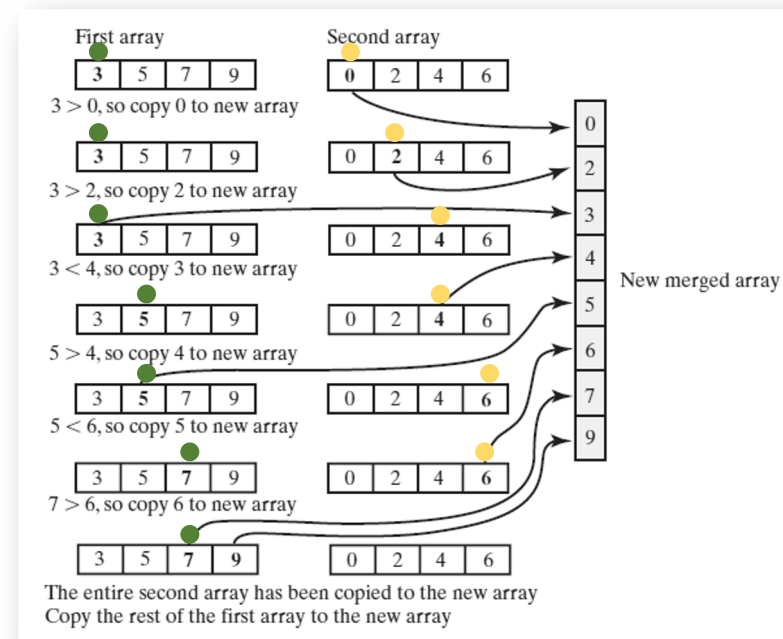 First array Second array
3 5 7 9 0 2 4 6
3 > 0, so copy 0 to new array
0
3 5 7 9 0 2 4 6
2
3 > 2, so copy 2 to new array
3
3 5 7 9 0 2 4 6
3 < 4, so copy 3 to new array
4
New merged array
3 5 7 9 0 2 4 6
5
5 > 4, so copy 4 to new array
6
3 5 7 9 0 2 4 6
7
5 < 6, so copy 5 to new array
9
3 5 7 9 0 2 4 6
7 > 6, so copy 6 to new array
3 5 7 9 0 2 4 6
The entire second array has been copied to the new array
Copy the rest of the first array to the new array